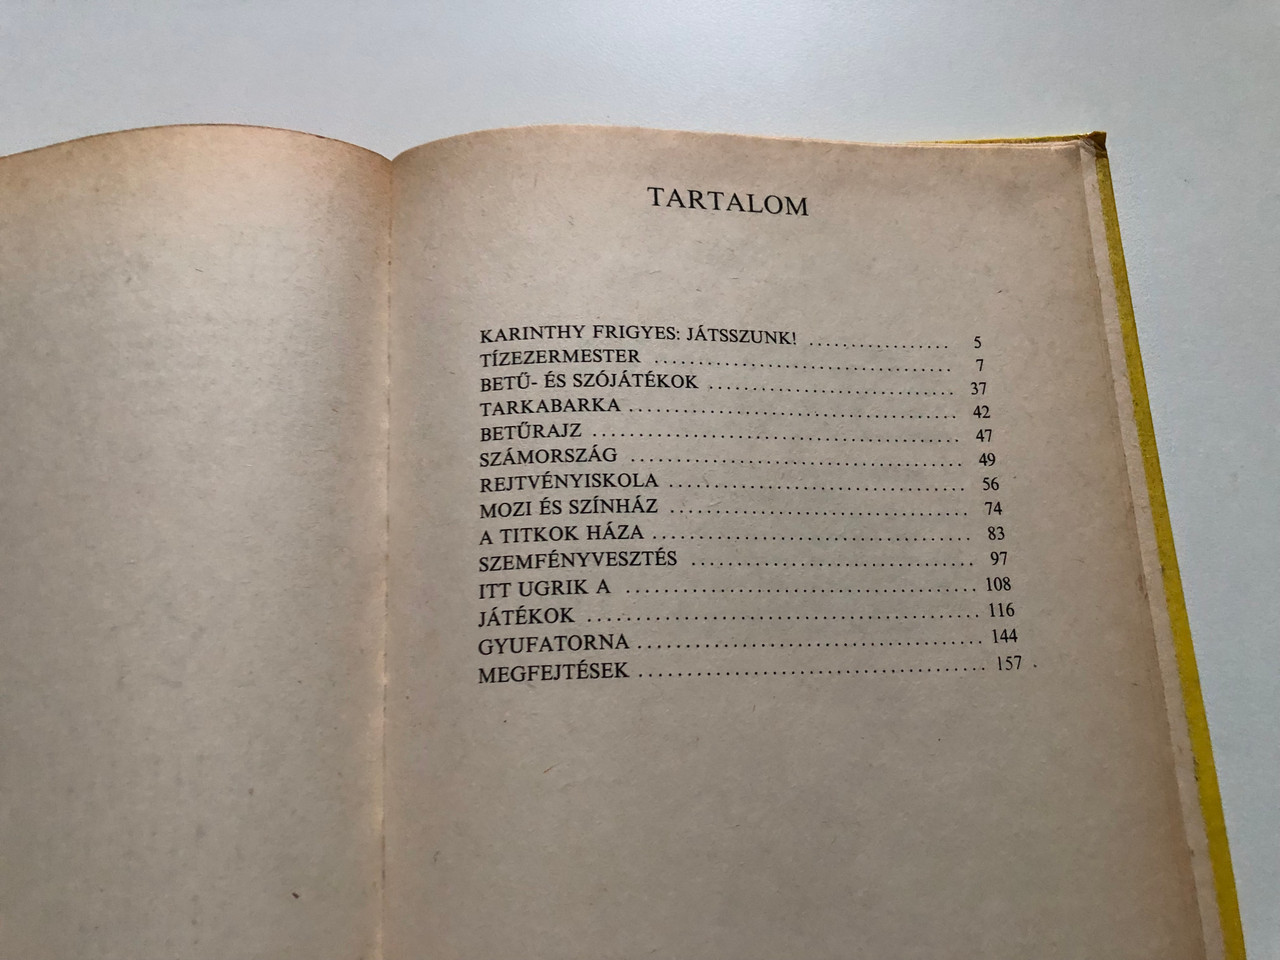 TARTALOM
KARINTHY FRIGYES: JÁTSSZUNK! ................ 5
TÍZEZERMESTER ................................ 7
BETŰ- ÉS SZÓJÁTÉKOK ........................... 37
TARKABARKA .................................... 42
BETŰRAJZ ........................................ 47
SZÁMORSZÁG .................................... 49
REJTVÉNYISKOLA ................................ 56
MOZI ÉS SZÍNHÁZ ................................ 74
A TITKOK HÁZA .................................. 83
SZEMFÉNYVESZTÉS .............................. 97
ITT UGRIK A ..................................... 108
JÁTÉKOK ......................................... 116
GYUFATORNA .................................... 144
MEGFEJTÉSEK .................................... 157